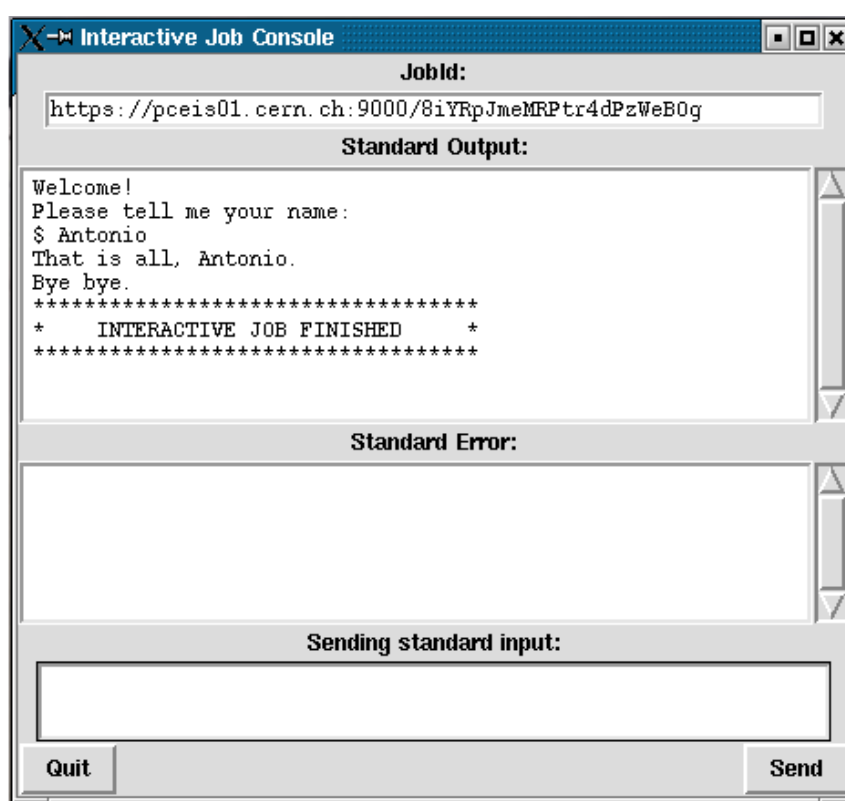 Interactive Job Console
JobId:
https://pceis01.cern.ch:9000/8iYRpJmeMRPtr4dPzWeB0g
Standard Output:
Welcome!
Please tell me your name:
$ Antonio
That is all, Antonio.
Bye bye.
***********************************
*    INTERACTIVE JOB FINISHED     *
***********************************
Standard Error:
Sending standard input:
Quit
Send